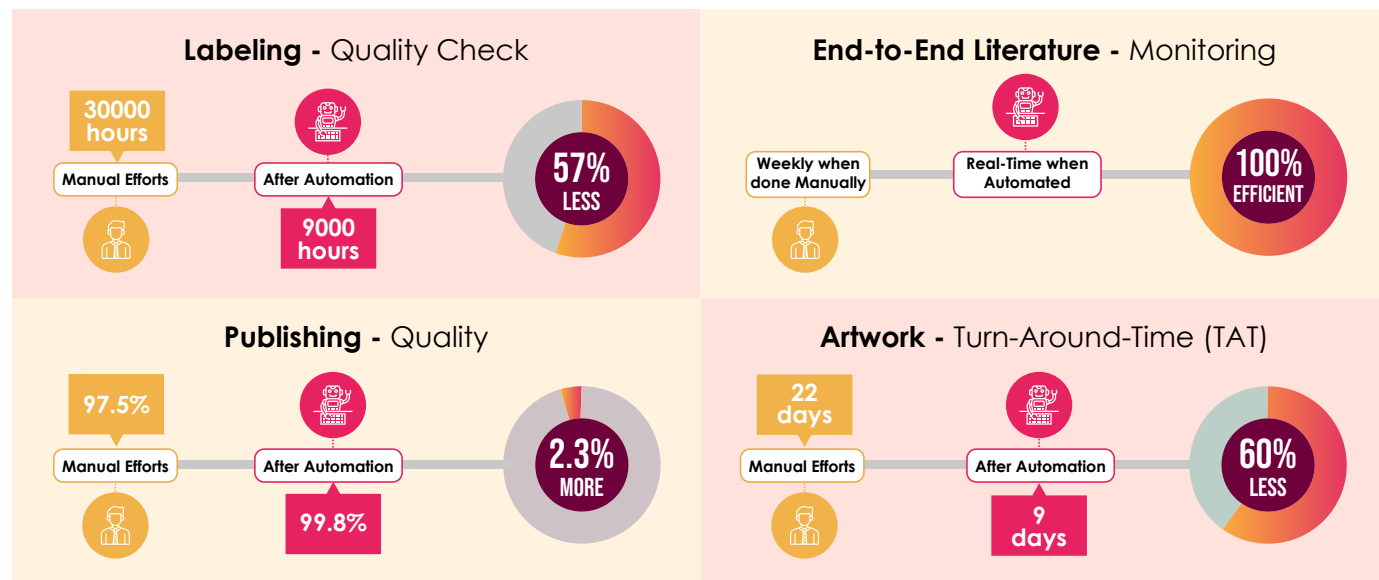 Labeling - Quality Check
30000
hours
Manual Efforts
After Automation
9000
hours
57%
LESS
End-to-End Literature - Monitoring
Weekly when
done Manually
Real-Time when
Automated
100%
EFFICIENT
Publishing - Quality
97.5%
Manual Efforts
After Automation
99.8%
2.3%
MORE
Artwork - Turn-Around-Time (TAT)
22
days
Manual Efforts
After Automation
9
days
60%
LESS